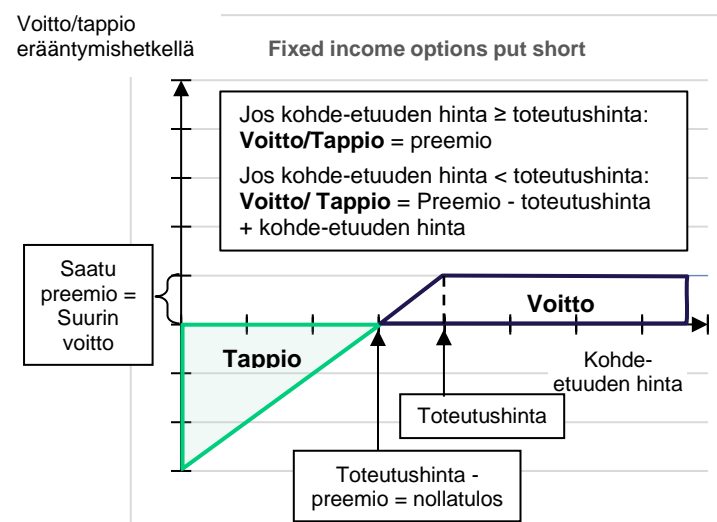 Voitto/tappio
erääntymishetkellä
Fixed income options put short
Jos kohde-etuuden hinta ≥ toteutushinta:
Voitto/Tappio = preemio
Jos kohde-etuuden hinta < toteutushinta:
Voitto/ Tappio = Preemio - toteutushinta
+ kohde-etuuden hinta
Saatu
preemio =
Suurin
voitto
Voitto
Tappio
Kohde-
etuuden hinta
Toteutushinta
Toteutushinta -
preemio = nollatulos